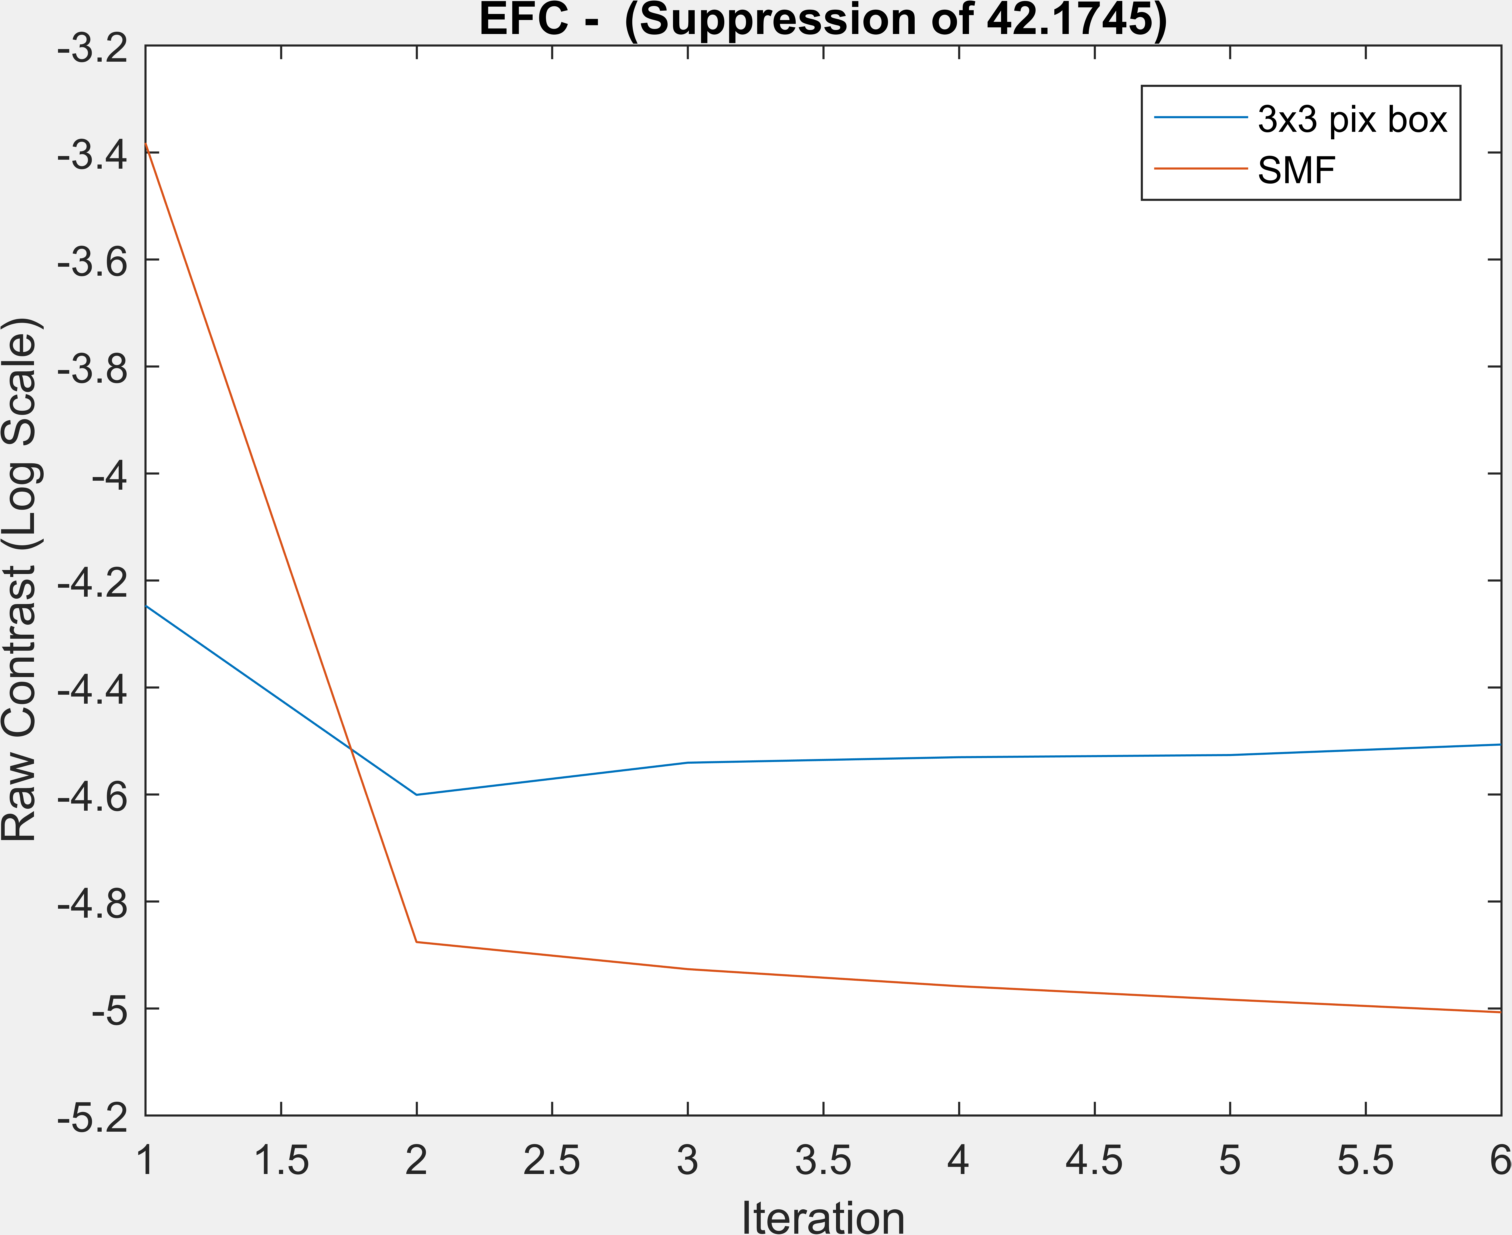 EFC -  (Suppression of 42.1745)
-3.2
-3.4
-3.6
-3.8
-4
-4.2
-4.4
-4.6
-4.8
-5
-5.2
Raw Contrast (Log Scale)
3x3 pix box
SMF
1 1.5 2 2.5 3 3.5 4 4.5 5 5.5 6
Iteration